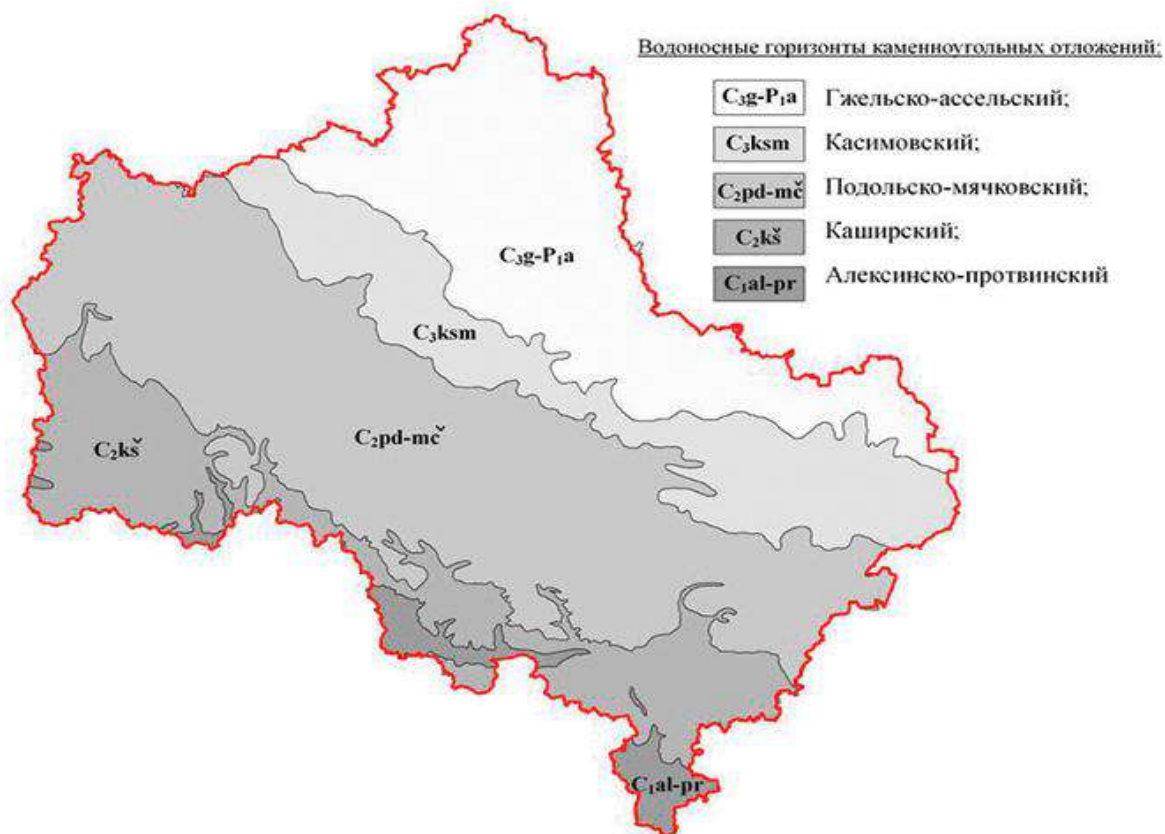 Водоносные горизонты каменноугольных отложений:
C₃g-P₁a Гжельско-ассельский;
C₃ksm Касимовский;
C₂pd-mč Подольско-мячковский;
C₂kš Каширский;
C₁al-pr Алексинско-протвинский
C₃g-P₁a
C₃ksm
C₂pd-mč
C₂kš
C₁al-pr